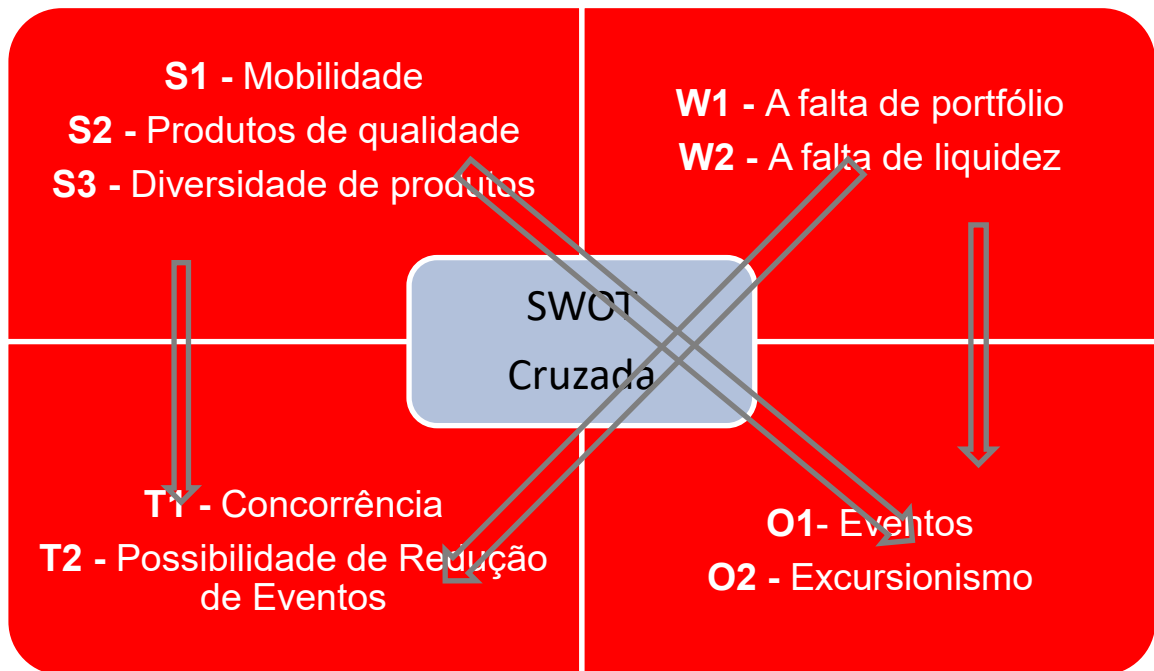 S1 - Mobilidade
S2 - Produtos de qualidade
S3 - Diversidade de produtos
W1 - A falta de portfólio
W2 - A falta de liquidez
SWOT
Cruzada
T1 - Concorrência
T2 - Possibilidade de Redução
de Eventos
O1- Eventos
O2 - Excursionismo